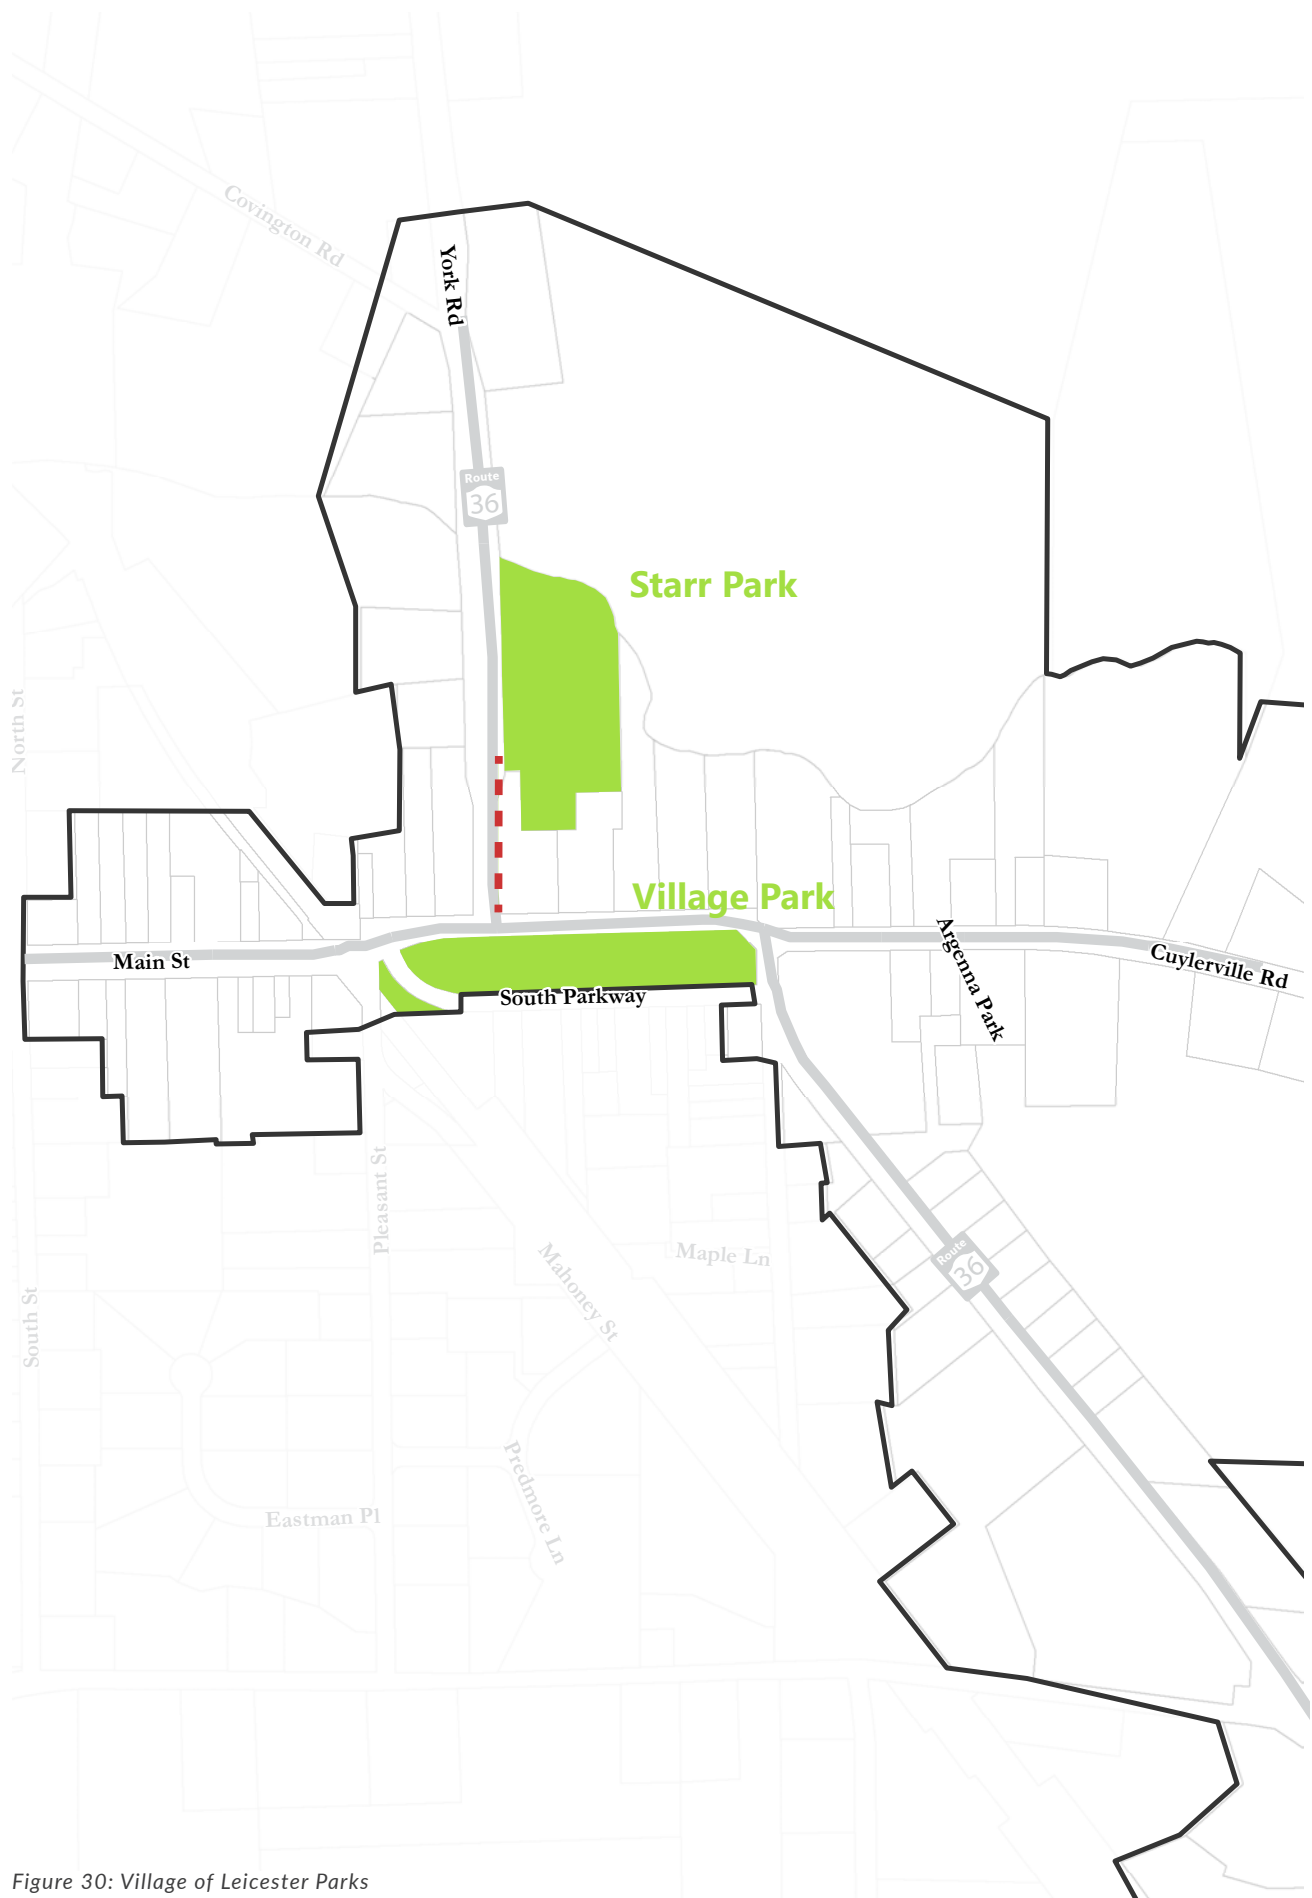 Covington Rd
York Rd
Route
36
Starr Park
North St
Village Park
Main St
South Parkway
Argenna Park
Cuylerville Rd
Pleasant St
Mahoney St
Maple Ln
Route
36
South St
Predmore Ln
Eastman Pl
Figure 30: Village of Leicester Parks